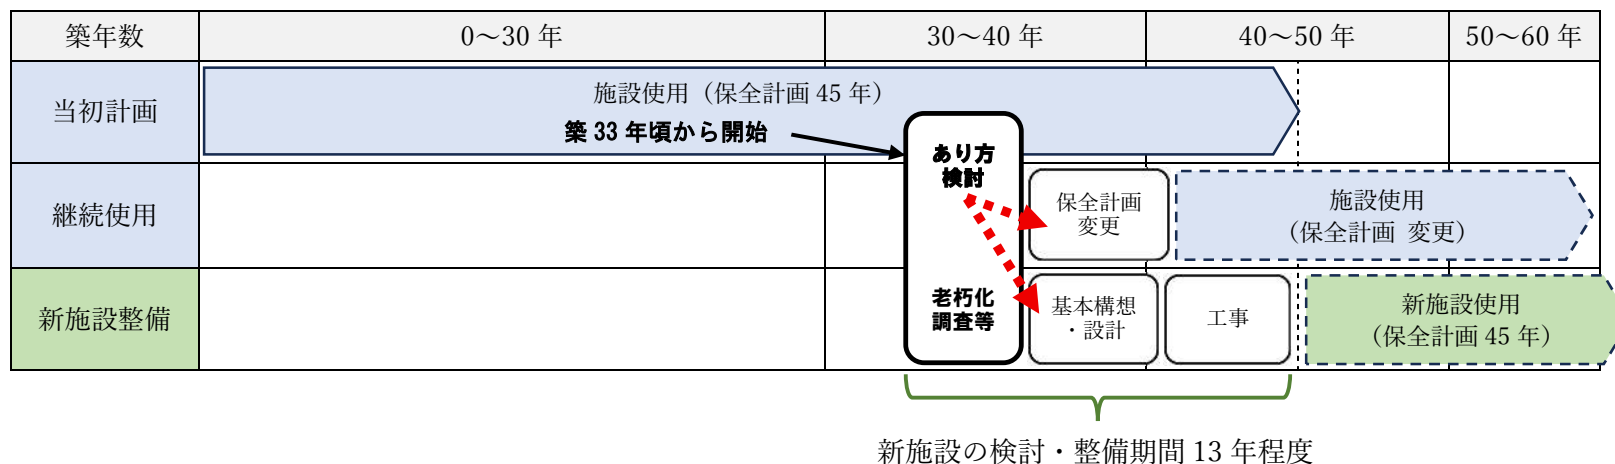 築年数
0～30 年
30～40 年
40～50 年
50～60 年
当初計画
施設使用（保全計画 45 年）
築 33 年頃から開始
あり方
検討
継続使用
保全計画
変更
施設使用
（保全計画 変更）
新施設整備
老朽化
調査等
基本構想
・設計
工事
新施設使用
（保全計画 45 年）
新施設の検討・整備期間 13 年程度